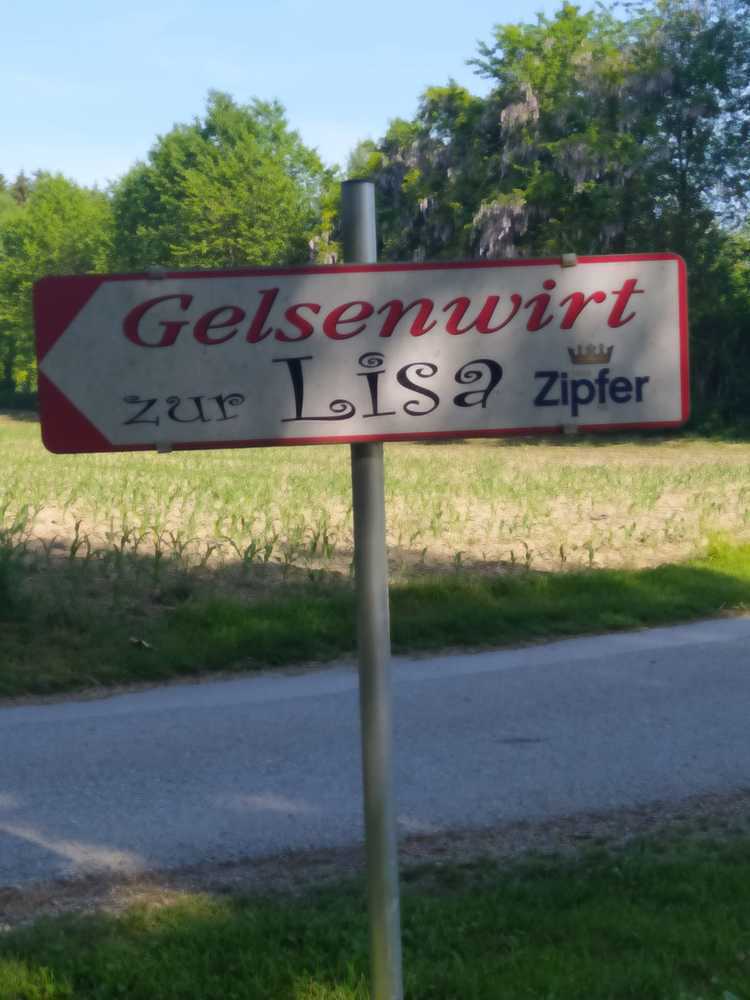 Gelsenwirt
zur Lisa
Zipfer